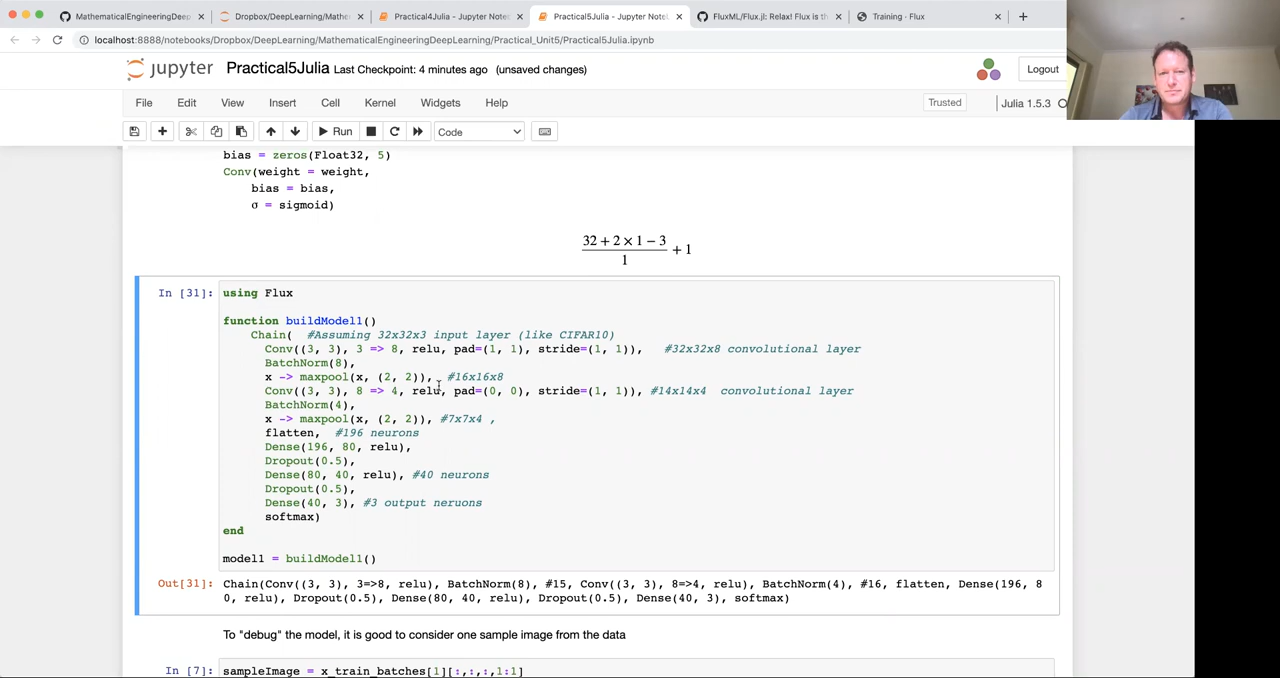 MathematicalEngineeringDeep
Dropbox/DeepLearning/Mather
Practical4Julia - Jupyter Note
Practical5Julia - Jupyter Note
FluxML/Flux.jl: Relax! Flux is th
Training · Flux
localhost:8888/notebooks/Dropbox/DeepLearning/MathematicalEngineeringDeepLearning/Practical_Unit5/Practical5Julia.ipynb
jupyter Practical5Julia Last Checkpoint: 4 minutes ago (unsaved changes)
Logout
File Edit View Insert Cell Kernel Widgets Help
Trusted
Julia 1.5.3
Run
Code
bias = zeros(Float32, 5)
Conv(weight = weight,
bias = bias,
σ = sigmoid)
32 + 2 × 1 − 3
+ 1
1
In [31]: using Flux
function buildModel1()
Chain( #Assuming 32x32x3 input layer (like CIFAR10)
Conv((3, 3), 3 => 8, relu, pad=(1, 1), stride=(1, 1)), #32x32x8 convolutional layer
BatchNorm(8),
x -> maxpool(x, (2, 2)), #16x16x8
Conv((3, 3), 8 => 4, relu, pad=(0, 0), stride=(1, 1)), #14x14x4 convolutional layer
BatchNorm(4),
x -> maxpool(x, (2, 2)), #7x7x4 ,
flatten, #196 neurons
Dense(196, 80, relu),
Dropout(0.5),
Dense(80, 40, relu), #40 neurons
Dropout(0.5),
Dense(40, 3), #3 output neruons
softmax)
end
model1 = buildModel1()
Out[31]: Chain(Conv((3, 3), 3=>8, relu), BatchNorm(8), #15, Conv((3, 3), 8=>4, relu), BatchNorm(4), #16, flatten, Dense(196, 8
0, relu), Dropout(0.5), Dense(80, 40, relu), Dropout(0.5), Dense(40, 3), softmax)
To "debug" the model, it is good to consider one sample image from the data
In [7]: sampleImage = x_train_batches[1][:,:,:,1:1]